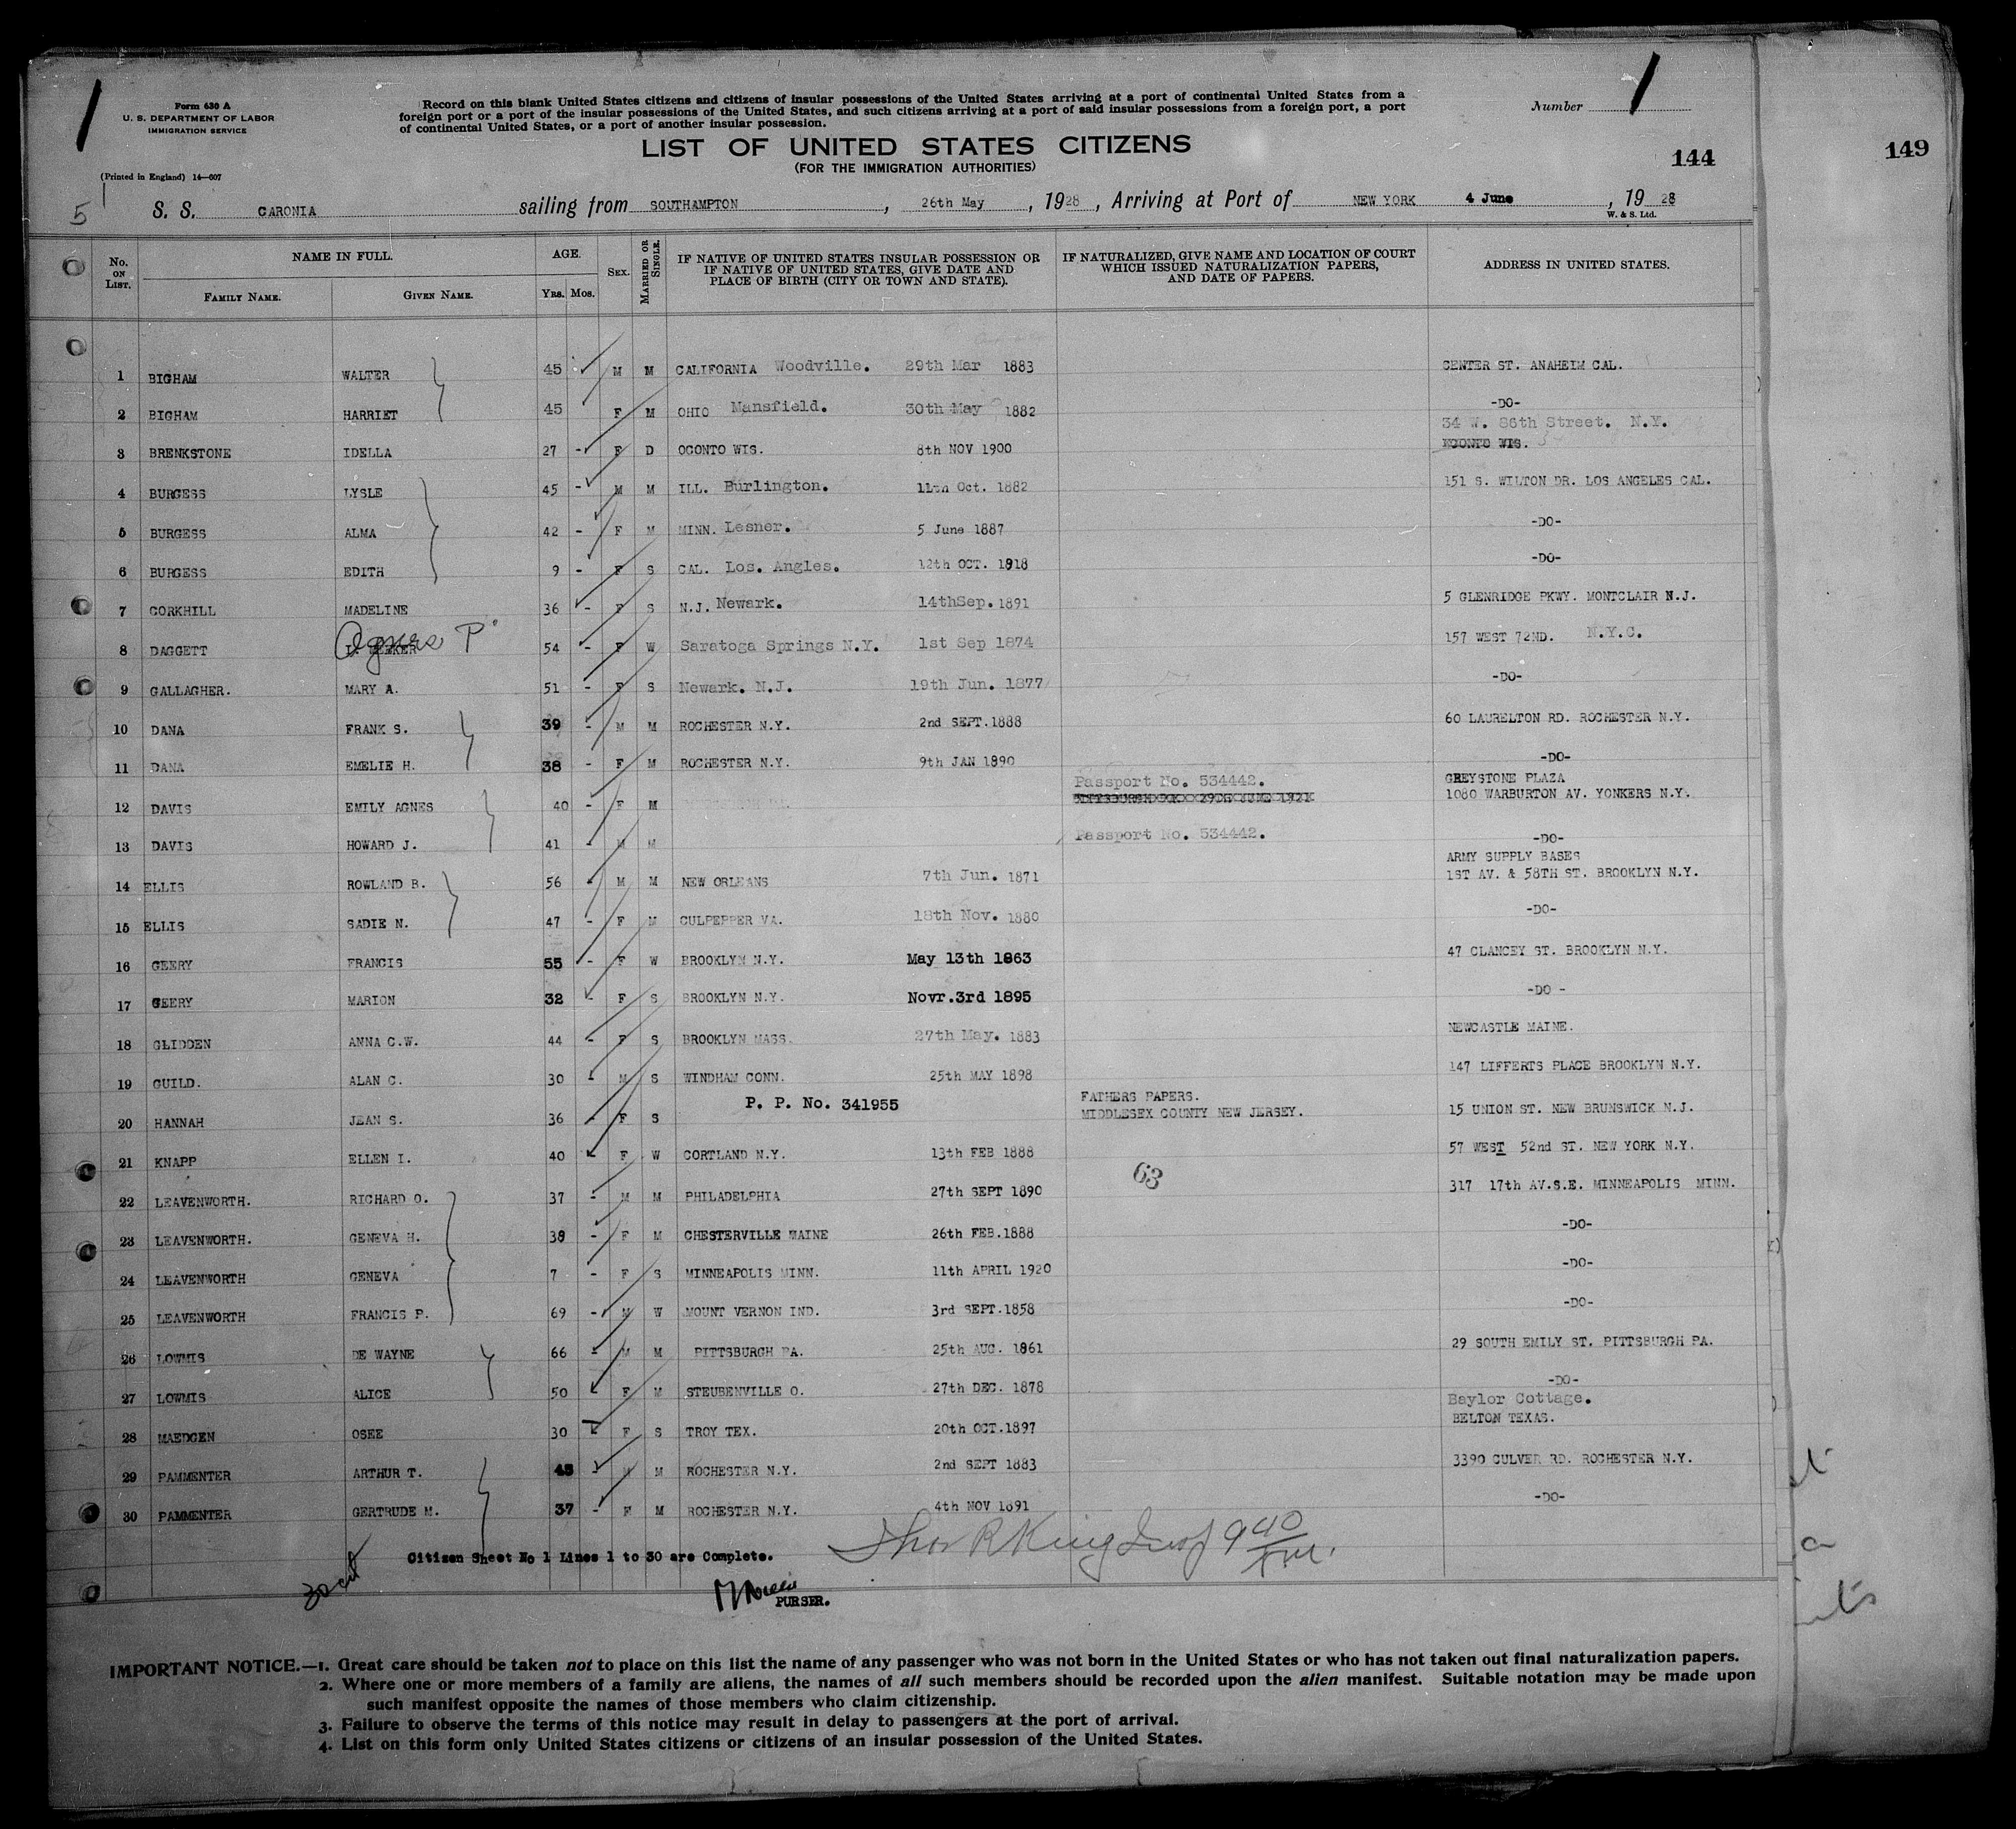 Form 630 A
U. S. DEPARTMENT OF LABOR
IMMIGRATION SERVICE
(Printed in England) 14—607
Record on this blank United States citizens and citizens of insular possessions of the United States arriving at a port of continental United States from a
foreign port or a port of the insular possessions of the United States, and such citizens arriving at a port of said insular possessions from a foreign port, a port
of continental United States, or a port of another insular possession.
Number 1
LIST OF UNITED STATES CITIZENS
(FOR THE IMMIGRATION AUTHORITIES)
144
149
5
S. S. CARONIA sailing from SOUTHAMPTON, 26th May, 1928, Arriving at Port of NEW YORK 4 June, 1928
W. & S. Ltd.
No. ON LIST. NAME IN FULL. FAMILY NAME. GIVEN NAME. AGE. Yrs. Mos. SEX. MARRIED OR SINGLE. IF NATIVE OF UNITED STATES INSULAR POSSESSION OR IF NATIVE OF UNITED STATES, GIVE DATE AND PLACE OF BIRTH (CITY OR TOWN AND STATE). IF NATURALIZED, GIVE NAME AND LOCATION OF COURT WHICH ISSUED NATURALIZATION PAPERS, AND DATE OF PAPERS. ADDRESS IN UNITED STATES.
1 BIGHAM WALTER 45 M M CALIFORNIA Woodville. 29th Mar 1883 CENTER ST. ANAHEIM CAL.
2 BIGHAM HARRIET 45 F M OHIO Mansfield. 30th May 1882 -DO-
34 W. 86th Street. N.Y.
3 BRENKSTONE IDELLA 27 - F D OCONTO WIS. 8th NOV 1900 WIS.
4 BURGESS LYSLE 45 - M M ILL. Burlington. 11th Oct. 1882 151 S. WILTON DR. LOS ANGELES CAL.
5 BURGESS ALMA 42 - F M MINN. Lesner. 5 June 1887 -DO-
6 BURGESS EDITH 9 - F S CAL. Los. Angles. 12th OCT. 1918 -DO-
7 CORKHILL MADELINE 36 - F S N.J. Newark. 14thSep. 1891 5 GLENRIDGE PKWY. MONTCLAIR N.J.
8 DAGGETT Agnes P 54 - F W Saratoga Springs N.Y. 1st Sep 1874 157 WEST 72ND. N.Y.C.
9 GALLAGHER. MARY A. 51 - F S Newark. N.J. 19th Jun. 1877 -DO-
10 DANA FRANK S. 39 - M M ROCHESTER N.Y. 2nd SEPT.1888 60 LAURELTON RD. ROCHESTER N.Y.
11 DANA EMELIE H. 38 - F M ROCHESTER N.Y. 9th JAN 1890 -DO-
Passport No. 534442. GREYSTONE PLAZA
12 DAVIS EMILY AGNES 40 - F M 1080 WARBURTON AV. YONKERS N.Y.
13 DAVIS HOWARD J. 41 - M M Passport No. 534442. -DO-
ARMY SUPPLY BASES
14 ELLIS ROWLAND B. 56 - M M NEW ORLEANS 7th Jun. 1871 1ST AV. & 58TH ST. BROOKLYN N.Y.
15 ELLIS SADIE N. 47 - F M CULPEPPER VA. 18th Nov. 1880 -DO-
16 GEERY FRANCIS 55 - F W BROOKLYN N.Y. May 13th 1863 47 CLANCEY ST. BROOKLYN N.Y.
17 GEERY MARION 32 - F S BROOKLYN N.Y. Novr.3rd 1895 -DO -
18 GLIDDEN ANNA C.W. 44 - F S BROOKLYN MASS. 27th May. 1883 NEWCASTLE MAINE.
19 GUILD. ALAN C. 30 - M S WINDHAM CONN. 25th MAY 1898 147 LIFFERTS PLACE BROOKLYN N.Y.
P. P. No. 341955 FATHERS PAPERS.
20 HANNAH JEAN S. 36 - F S MIDDLESEX COUNTY NEW JERSEY. 15 UNION ST. NEW BRUNSWICK N.J.
21 KNAPP ELLEN I. 40 - F W CORTLAND N.Y. 13th FEB 1888 57 WEST 52nd ST. NEW YORK N.Y.
63
22 LEAVENWORTH. RICHARD O. 37 - M M PHILADELPHIA 27th SEPT 1890 317 17th AV.S.E. MINNEAPOLIS MINN.
23 LEAVENWORTH. GENEVA H. 39 - F M CHESTERVILLE MAINE 26th FEB.1888 -DO-
24 LEAVENWORTH GENEVA 7 - F S MINNEAPOLIS MINN. 11th APRIL 1920 -DO-
25 LEAVENWORTH FRANCIS P. 69 - M W MOUNT VERNON IND. 3rd SEPT.1858 -DO-
26 LOWMIS DE WAYNE 66 - M M PITTSBURGH PA. 25th AUG. 1861 29 SOUTH EMILY ST. PITTSBURGH PA.
27 LOWMIS ALICE 50 F M STEUBENVILLE O. 27th DEC. 1878 -DO-
Baylor Cottage.
28 MAEDGEN OSEE 30 - F S TROY TEX. 20th OCT.1897 BELTON TEXAS.
29 PAMMENTER ARTHUR T. 45 - M M ROCHESTER N.Y. 2nd SEPT 1883 3390 CULVER RD. ROCHESTER N.Y.
30 PAMMENTER GERTRUDE M. 37 - F M ROCHESTER N.Y. 4th NOV 1891 -DO-
Citizen Sheet No 1 Lines 1 to 30 are Complete.
Thos R King Insp 9 40
PURSER.
IMPORTANT NOTICE.—1. Great care should be taken not to place on this list the name of any passenger who was not born in the United States or who has not taken out final naturalization papers.
2. Where one or more members of a family are aliens, the names of all such members should be recorded upon the alien manifest. Suitable notation may be made upon
such manifest opposite the names of those members who claim citizenship.
3. Failure to observe the terms of this notice may result in delay to passengers at the port of arrival.
4. List on this form only United States citizens or citizens of an insular possession of the United States.